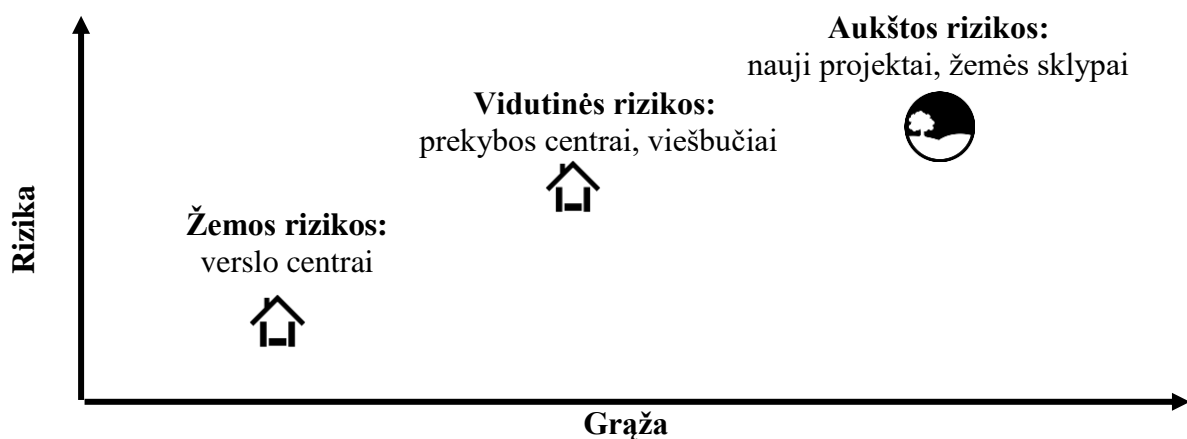 Aukštos rizikos:
nauji projektai, žemės sklypai
Vidutinės rizikos:
prekybos centrai, viešbučiai
Žemos rizikos:
verslo centrai
Rizika
Grąža